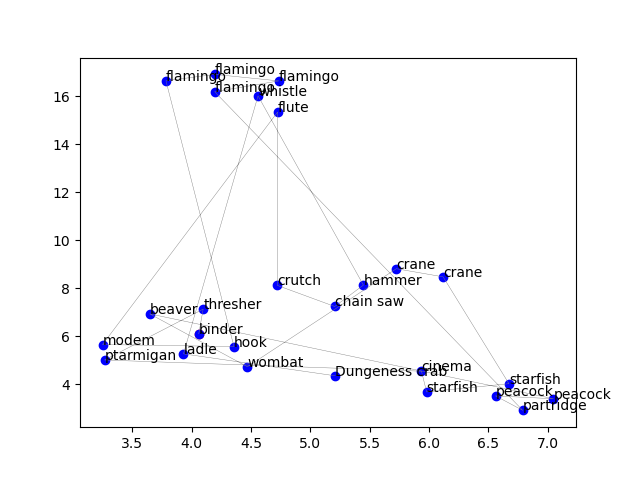 flamingo
flamingo
flamingo
flamingo
whistle
flute
crane
crane
crutch
hammer
chain saw
beaver
thresher
binder
modem
hook
ladle
ptarmigan
wombat
cinema
Dungeness crab
starfish
starfish
peacock
peacock
partridge
16
14
12
10
8
6
4
3.5 4.0 4.5 5.0 5.5 6.0 6.5 7.0